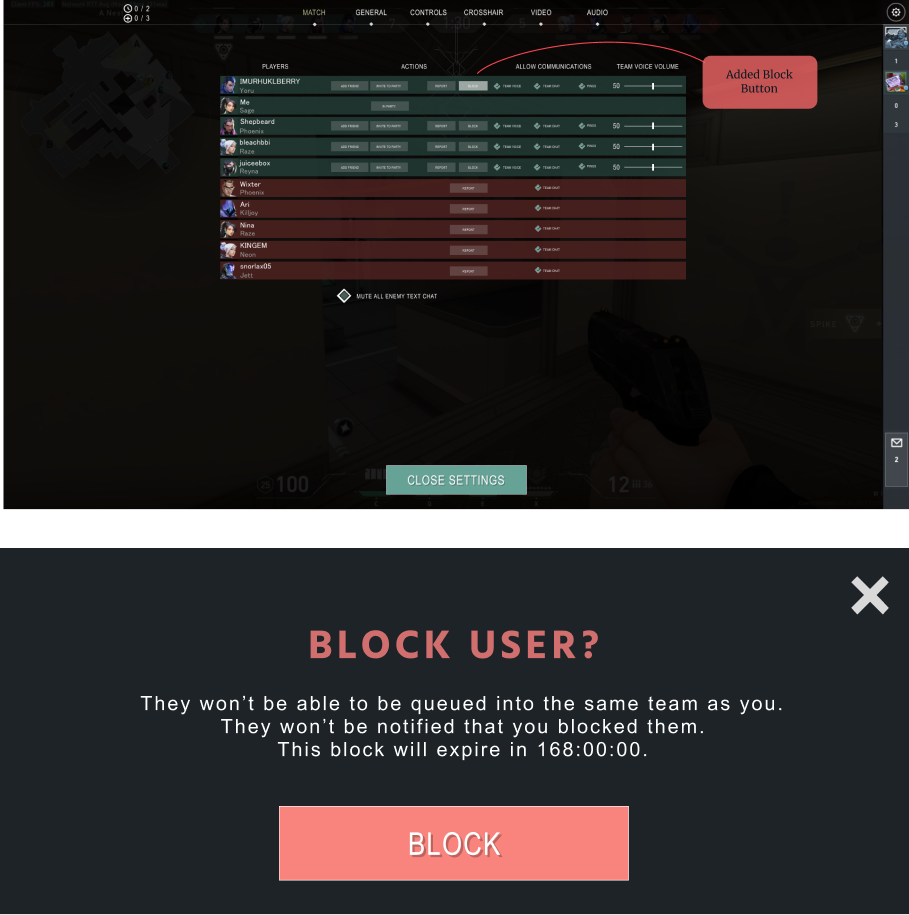 0 / 2
0 / 3
MATCH GENERAL CONTROLS CROSSHAIR VIDEO AUDIO
PLAYERS ACTIONS ALLOW COMMUNICATIONS TEAM VOICE VOLUME
Added Block
Button
!MURHUKLBERRY
Yoru
ADD FRIEND INVITE TO PARTY REPORT BLOCK TEAM VOICE TEAM CHAT PINGS 50
Me
Sage
IN PARTY
Shepbeard
Phoenix
ADD FRIEND INVITE TO PARTY REPORT BLOCK TEAM VOICE TEAM CHAT PINGS 50
bleachbbi
Raze
ADD FRIEND INVITE TO PARTY REPORT BLOCK TEAM VOICE TEAM CHAT PINGS 50
juiceebox
Reyna
ADD FRIEND INVITE TO PARTY REPORT BLOCK TEAM VOICE TEAM CHAT PINGS 50
Wixter
Phoenix
REPORT TEAM CHAT
Ari
Killjoy
REPORT TEAM CHAT
Nina
Raze
REPORT TEAM CHAT
KINGEM
Neon
REPORT TEAM CHAT
snorlax05
Jett
REPORT TEAM CHAT
MUTE ALL ENEMY TEXT CHAT
1
0
3
SPIKE
2
CLOSE SETTINGS
25 100
12
BLOCK USER?
They won’t be able to be queued into the same team as you.
They won’t be notified that you blocked them.
This block will expire in 168:00:00.
BLOCK